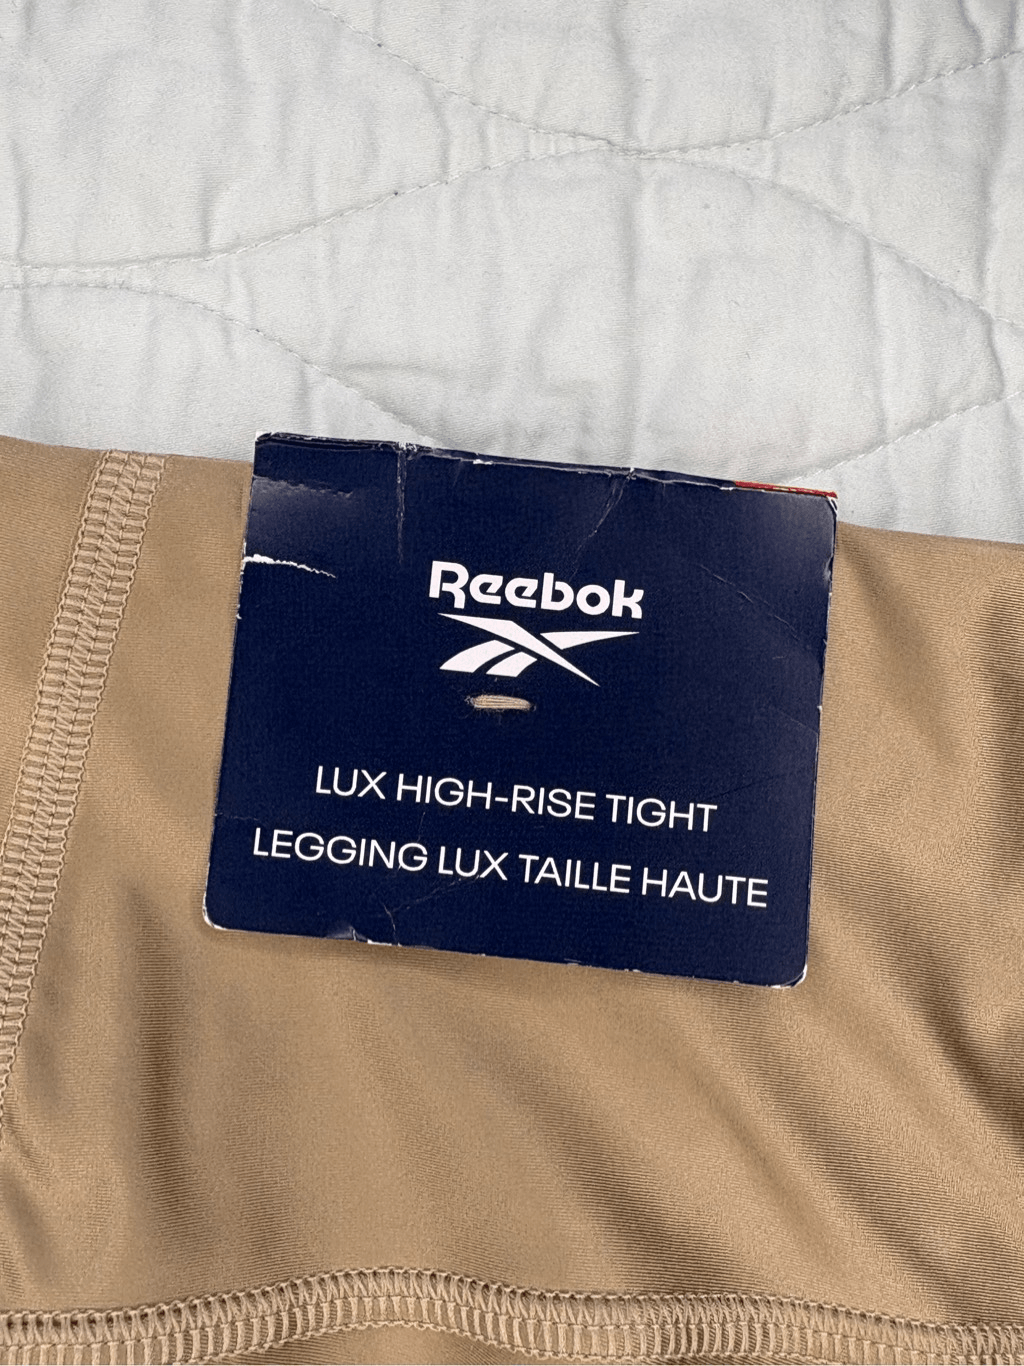 Reebok
LUX HIGH-RISE TIGHT
LEGGING LUX TAILLE HAUTE